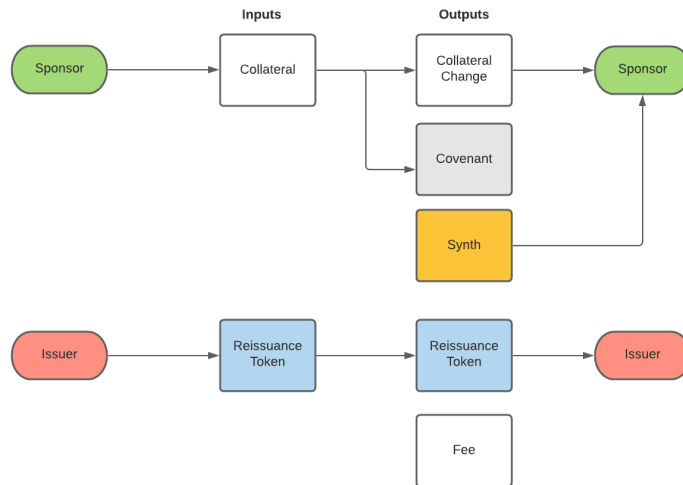 Inputs
Outputs
Sponsor
Collateral
Collateral
Change
Sponsor
Covenant
Synth
Issuer
Reissuance
Token
Reissuance
Token
Issuer
Fee